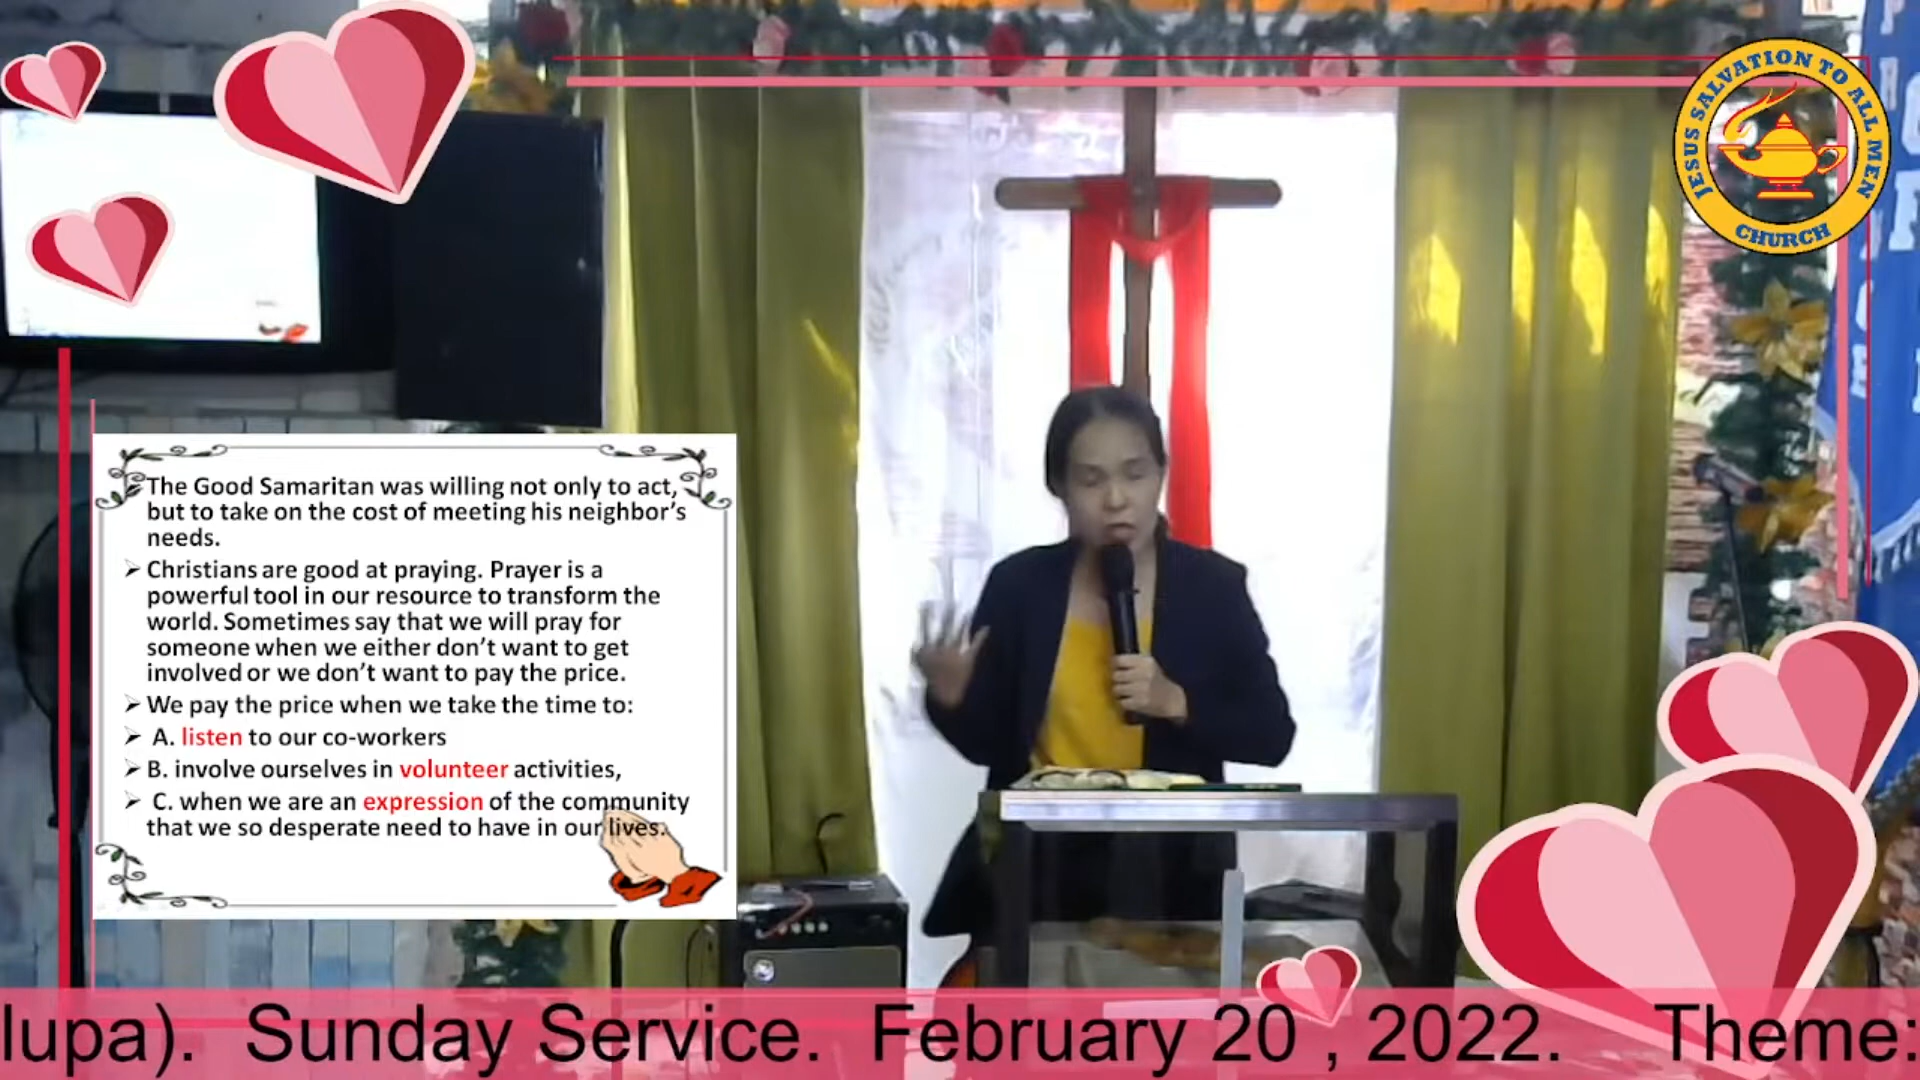 JESUS SALVATION TO ALL MEN
CHURCH
➢ The Good Samaritan was willing not only to act,
but to take on the cost of meeting his neighbor's
needs.
➢ Christians are good at praying. Prayer is a
powerful tool in our resource to transform the
world. Sometimes say that we will pray for
someone when we either don't want to get
involved or we don't want to pay the price.
➢ We pay the price when we take the time to:
➢ A. listen to our co-workers
➢ B. involve ourselves in volunteer activities,
➢ C. when we are an expression of the community
that we so desperate need to have in our lives.
lupa). Sunday Service. February 20 , 2022. Theme: